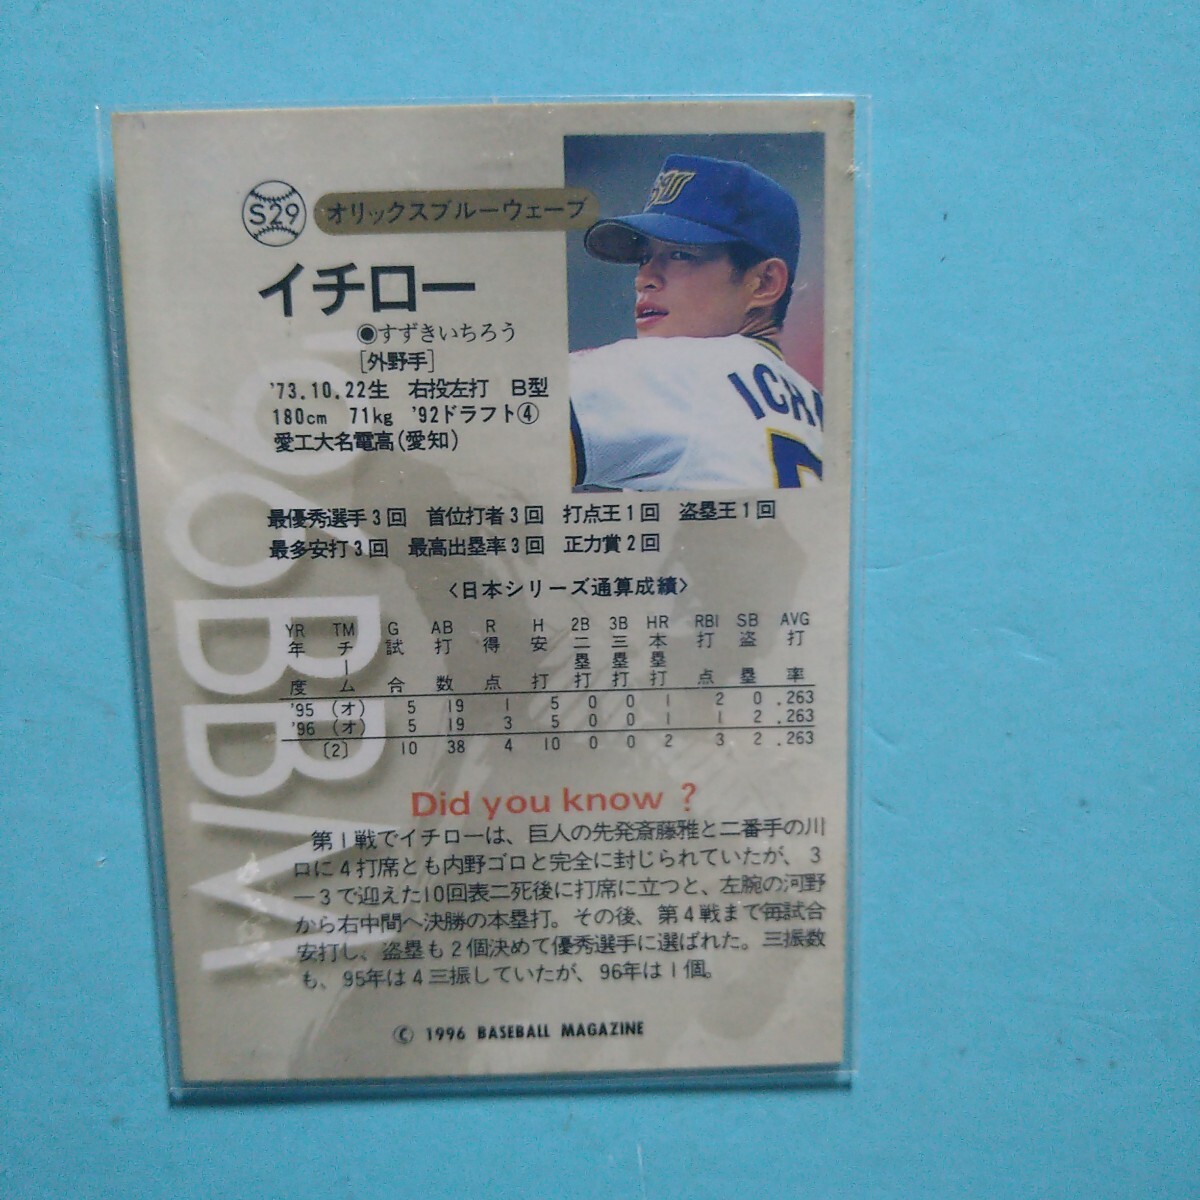 S29 オリックスブルーウェーブ
イチロー
◉すずきいちろう
[外野手]
'73.10.22生 右投左打 B型
180cm 71kg '92ドラフト④
愛工大名電高(愛知)
ICH
最優秀選手3回 首位打者3回 打点王1回 盗塁王1回
最多安打3回 最高出塁率3回 正力賞2回
〈日本シリーズ通算成績〉
YR TM G AB R H 2B 3B HR RBI SB AVG
年度 チーム 試合 打数 得点 安打 二塁打 三塁打 本塁打 打点 盗塁 打率
'95 (オ) 5 19 1 5 0 0 1 2 0 .263
'96 (オ) 5 19 3 5 0 0 1 1 2 .263
〔2〕 10 38 4 10 0 0 2 3 2 .263
Did you know ?
第1戦でイチローは、巨人の先発斎藤雅と二番手の川
口に4打席とも内野ゴロと完全に封じられていたが、3
―3で迎えた10回表二死後に打席に立つと、左腕の河野
から右中間へ決勝の本塁打。その後、第4戦まで毎試合
安打し、盗塁も2個決めて優秀選手に選ばれた。三振数
も、95年は4三振していたが、96年は1個。
© 1996 BASEBALL MAGAZINE
'96BBM